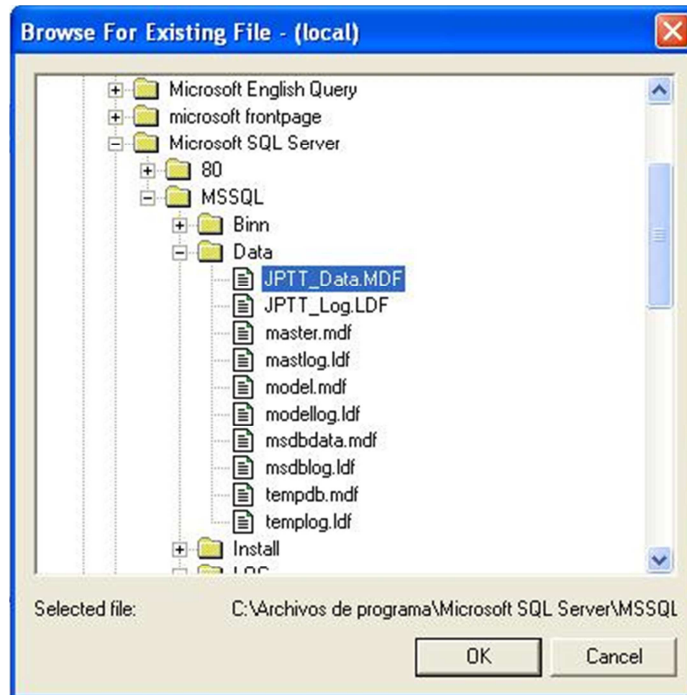 Browse For Existing File - (local)
Microsoft English Query
microsoft frontpage
Microsoft SQL Server
80
MSSQL
Binn
Data
JPTT_Data.MDF
JPTT_Log.LDF
master.mdf
mastlog.ldf
model.mdf
modellog.ldf
msdbdata.mdf
msdblog.ldf
tempdb.mdf
templog.ldf
Install
LOG
Selected file: C:\Archivos de programa\Microsoft SQL Server\MSSQL
OK Cancel